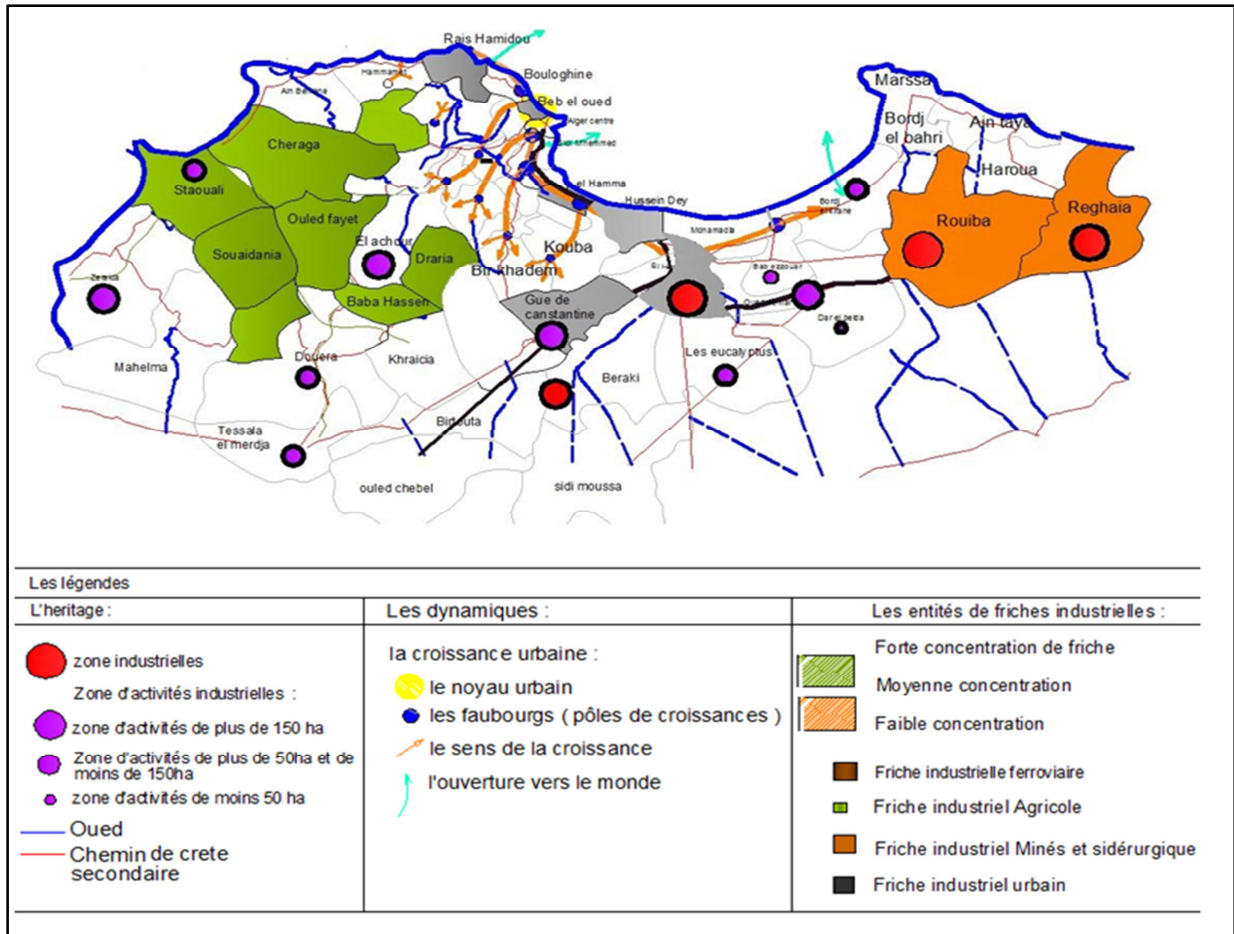 Rais Hamidou
Hammamet
Bouloghine
Ain Beniane
Beb el oued
Alger centre
Marssa
Bordj
el bahri
Ain taya
Cheraga
Staouali
el Hamma
Haroua
Hussein Dey
Ouled fayet
Rouiba
Reghaia
Mohamadia
El achour
Kouba
Souaidania
Draria
Bir khadem
Bab ezzouar
Zeralda
Baba Hassen
Gue de
canstantine
Dar el beida
Mahelma
Douera
Khraicia
Beraki
Les eucalyptus
Birtouta
Tessala
el merdja
ouled chebel
sidi moussa
Les légendes
L'heritage :
zone industrielles
Zone d'activités industrielles :
zone d'activités de plus de 150 ha
Zone d'activités de plus de 50ha et de
moins de 150ha
zone d'activités de moins 50 ha
Oued
Chemin de crete
secondaire
Les dynamiques :
la croissance urbaine :
le noyau urbain
les faubourgs ( pôles de croissances )
le sens de la croissance
l'ouverture vers le monde
Les entités de friches industrielles :
Forte concentration de friche
Moyenne concentration
Faible concentration
Friche industrielle ferroviaire
Friche industriel Agricole
Friche industriel Minés et sidérurgique
Friche industriel urbain